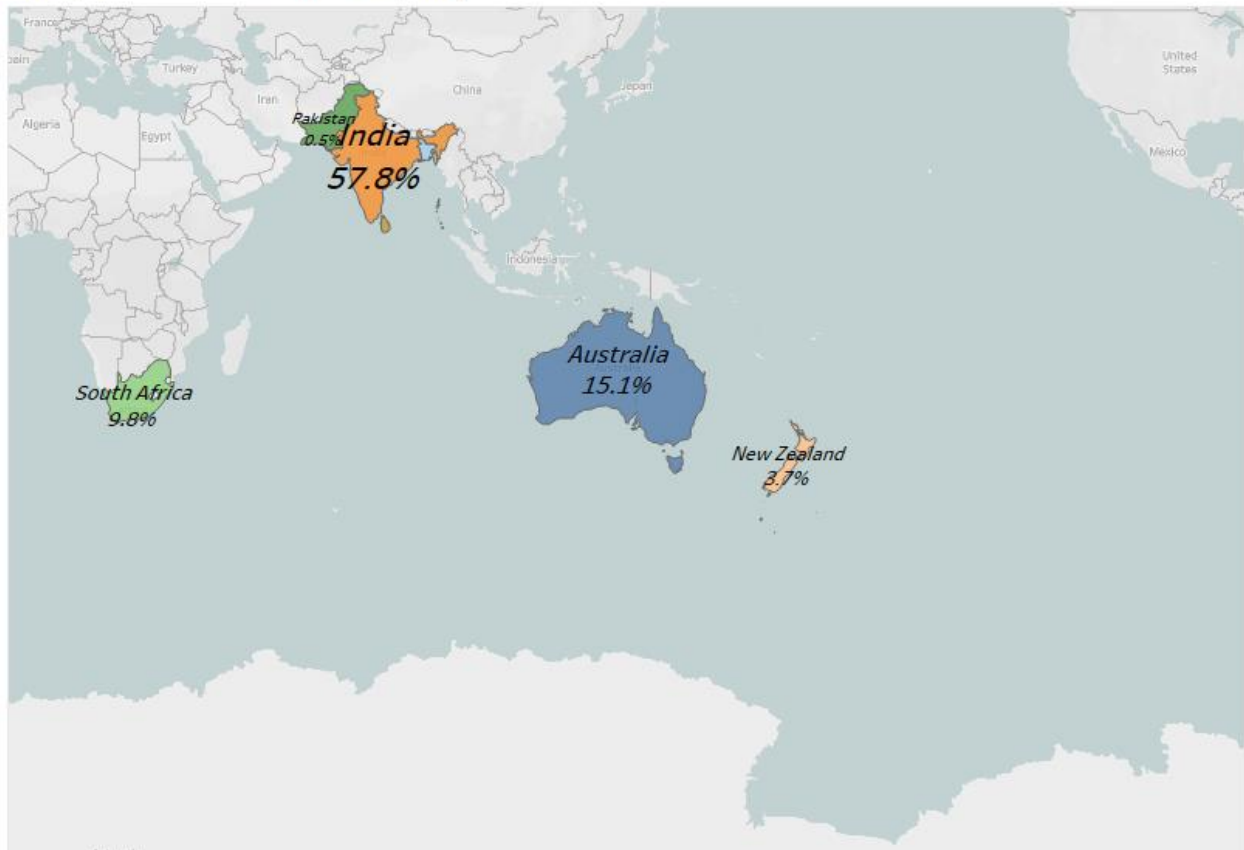 France
Turkey
Iran
Algeria
Egypt
China
Japan
United
States
Mexico
Pakistan
0.5%
India
57.8%
Indonesia
Australia
15.1%
South Africa
9.8%
New Zealand
3.7%